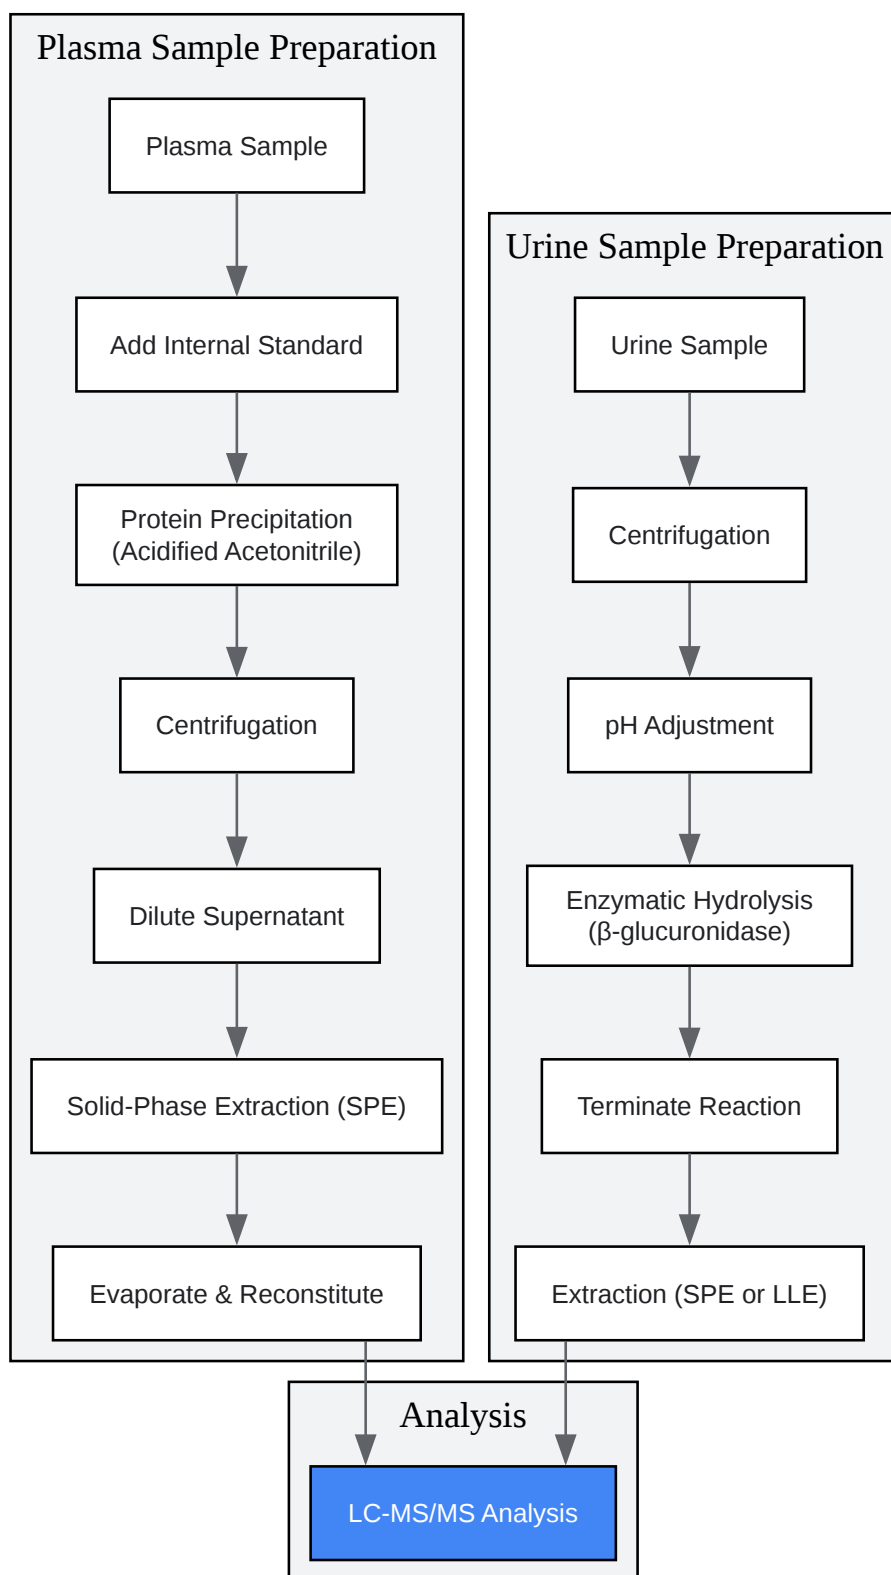 Plasma Sample Preparation
Plasma Sample
Add Internal Standard
Protein Precipitation
(Acidified Acetonitrile)
Centrifugation
Dilute Supernatant
Solid-Phase Extraction (SPE)
Evaporate & Reconstitute
Urine Sample Preparation
Urine Sample
Centrifugation
pH Adjustment
Enzymatic Hydrolysis
(β-glucuronidase)
Terminate Reaction
Extraction (SPE or LLE)
Analysis
LC-MS/MS Analysis